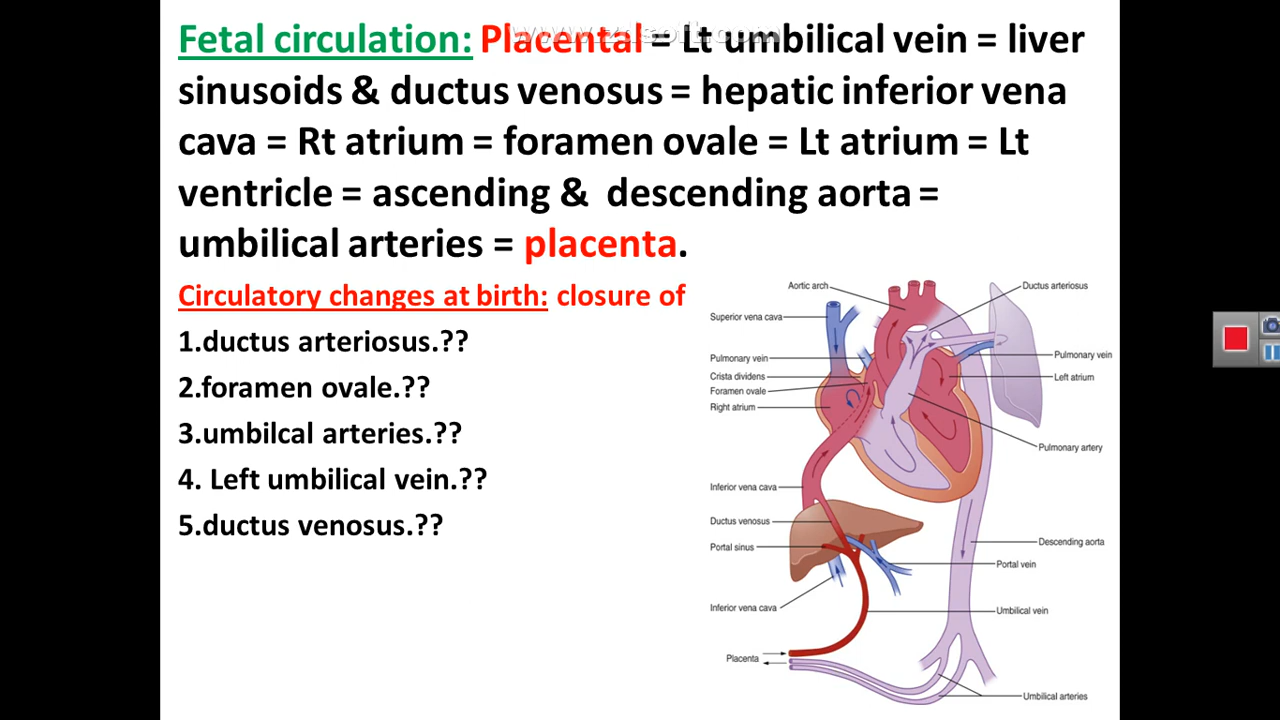 www.zdsoft.com
Fetal circulation: Placental = Lt umbilical vein = liver
sinusoids & ductus venosus = hepatic inferior vena
cava = Rt atrium = foramen ovale = Lt atrium = Lt
ventricle = ascending & descending aorta =
umbilical arteries = placenta.
Circulatory changes at birth: closure of
1.ductus arteriosus.??
2.foramen ovale.??
3.umbilcal arteries.??
4. Left umbilical vein.??
5.ductus venosus.??
Aortic arch
Ductus arteriosus
Superior vena cava
Pulmonary vein
Pulmonary vein
Crista dividens
Left atrium
Foramen ovale
Right atrium
Pulmonary artery
Inferior vena cava
Ductus venosus
Descending aorta
Portal sinus
Portal vein
Inferior vena cava
Umbilical vein
Placenta
Umbilical arteries